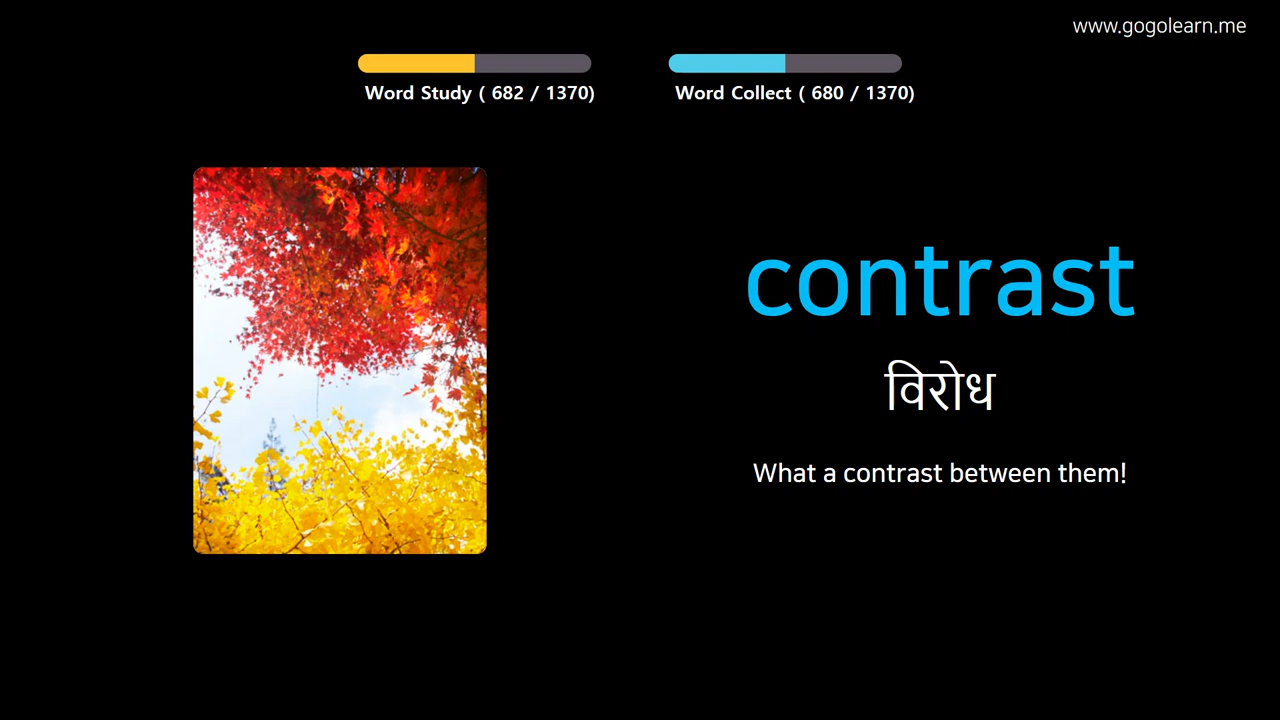 www.gogolearn.me
Word Study ( 682 / 1370)
Word Collect ( 680 / 1370)
contrast
विरोध
What a contrast between them!